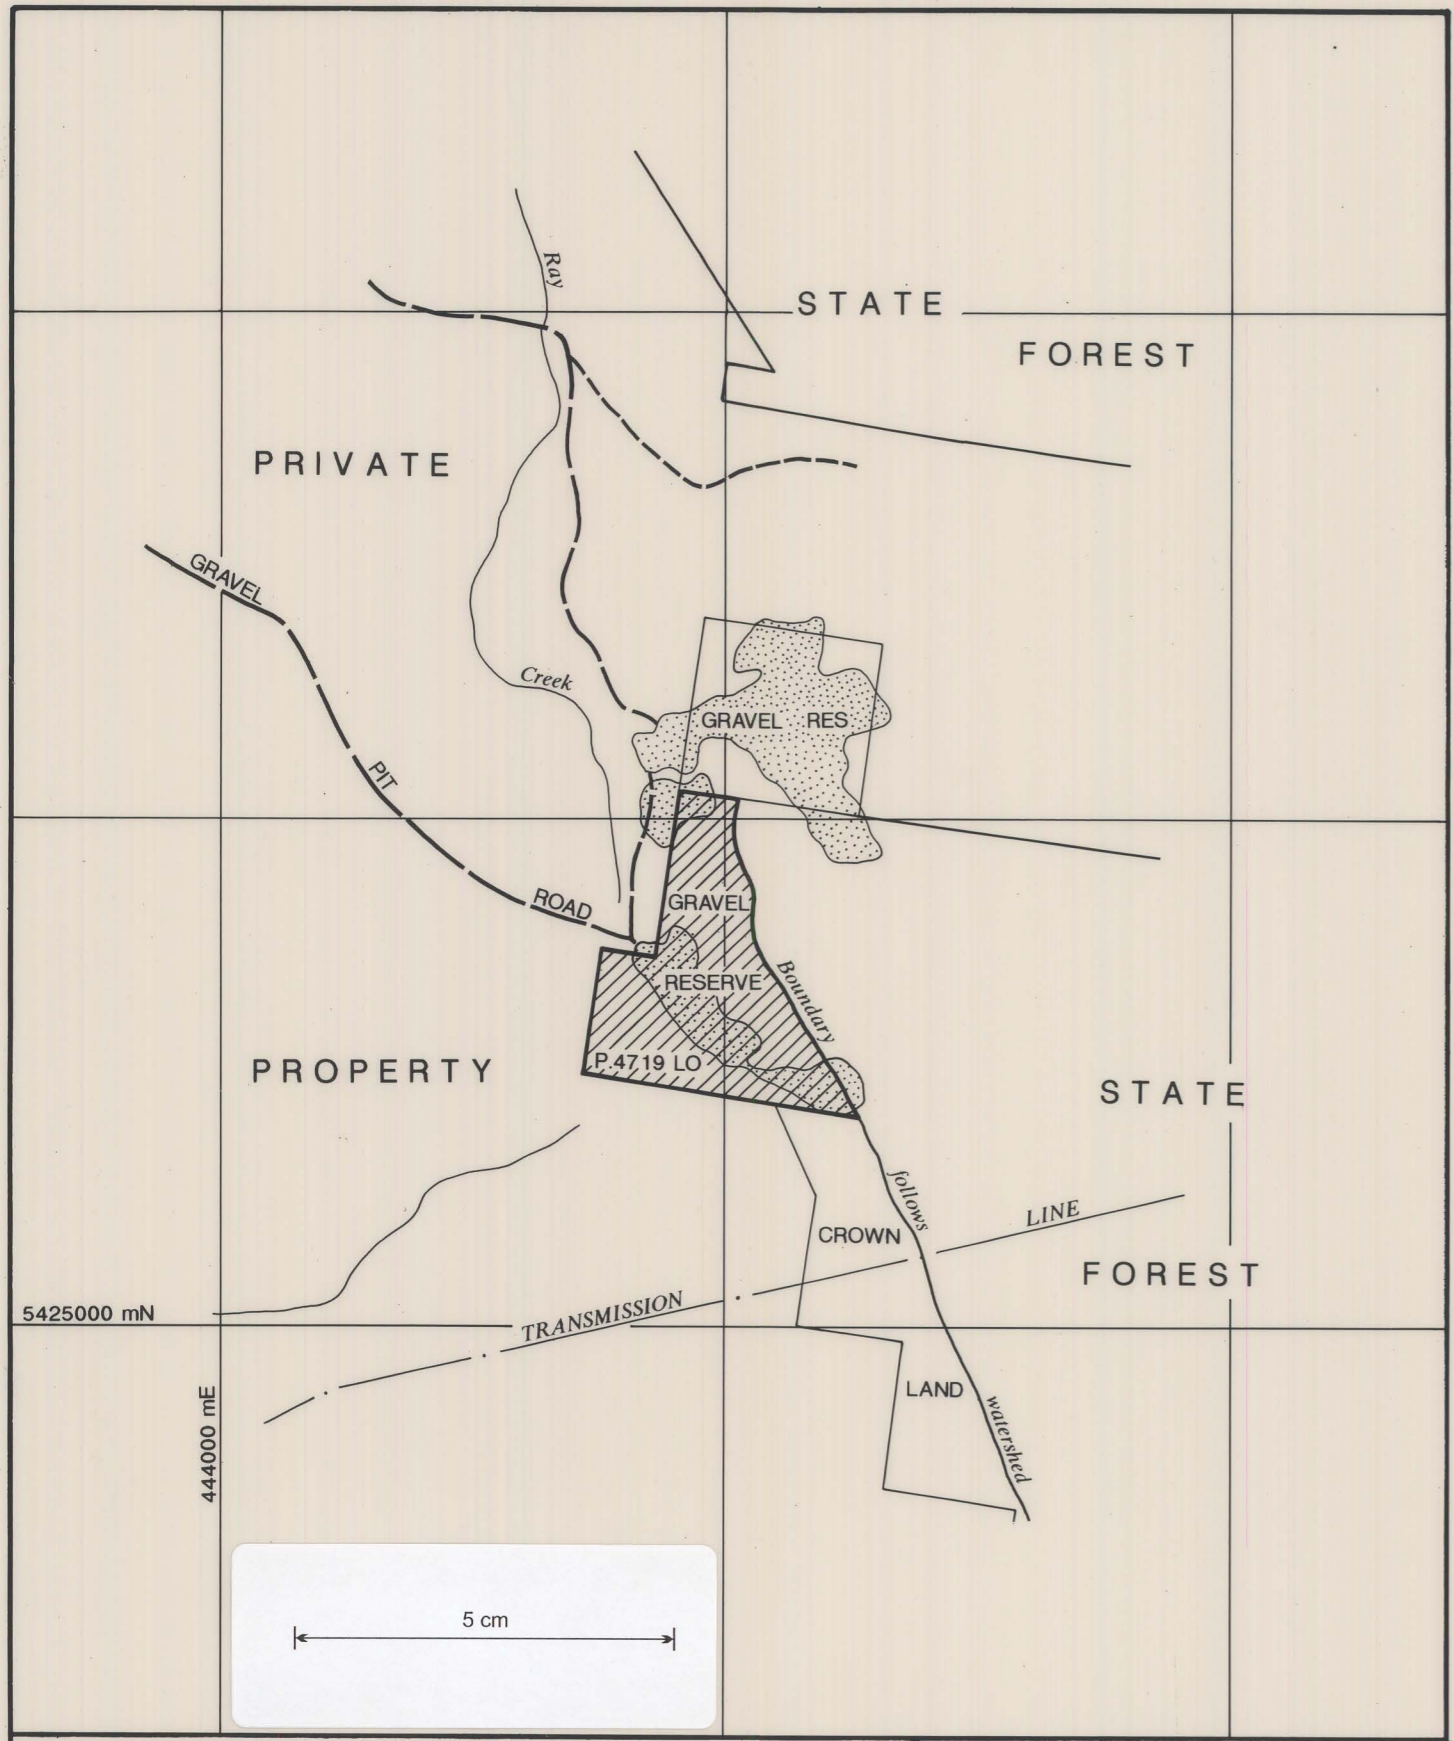 Ray
STATE
FOREST
PRIVATE
GRAVEL
Creek
GRAVEL RES
PIT
ROAD
GRAVEL
RESERVE
Boundary
P.4719 LO
PROPERTY
STATE
follows
LINE
CROWN
FOREST
5425000 mN
TRANSMISSION
LAND
444000 mE
watershed
5 cm